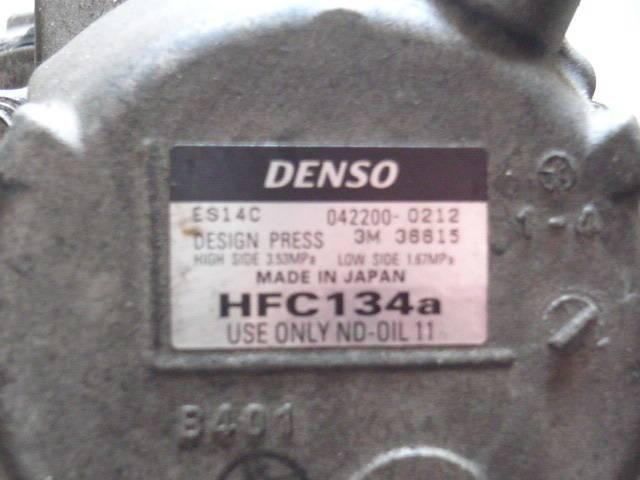 DENSO
ES14C 042200-0212
DESIGN PRESS 3M 36615
HIGH SIDE 3.53MPa LOW SIDE 1.67MPa
MADE IN JAPAN
HFC134a
USE ONLY ND-OIL 11
1-4
2
B401